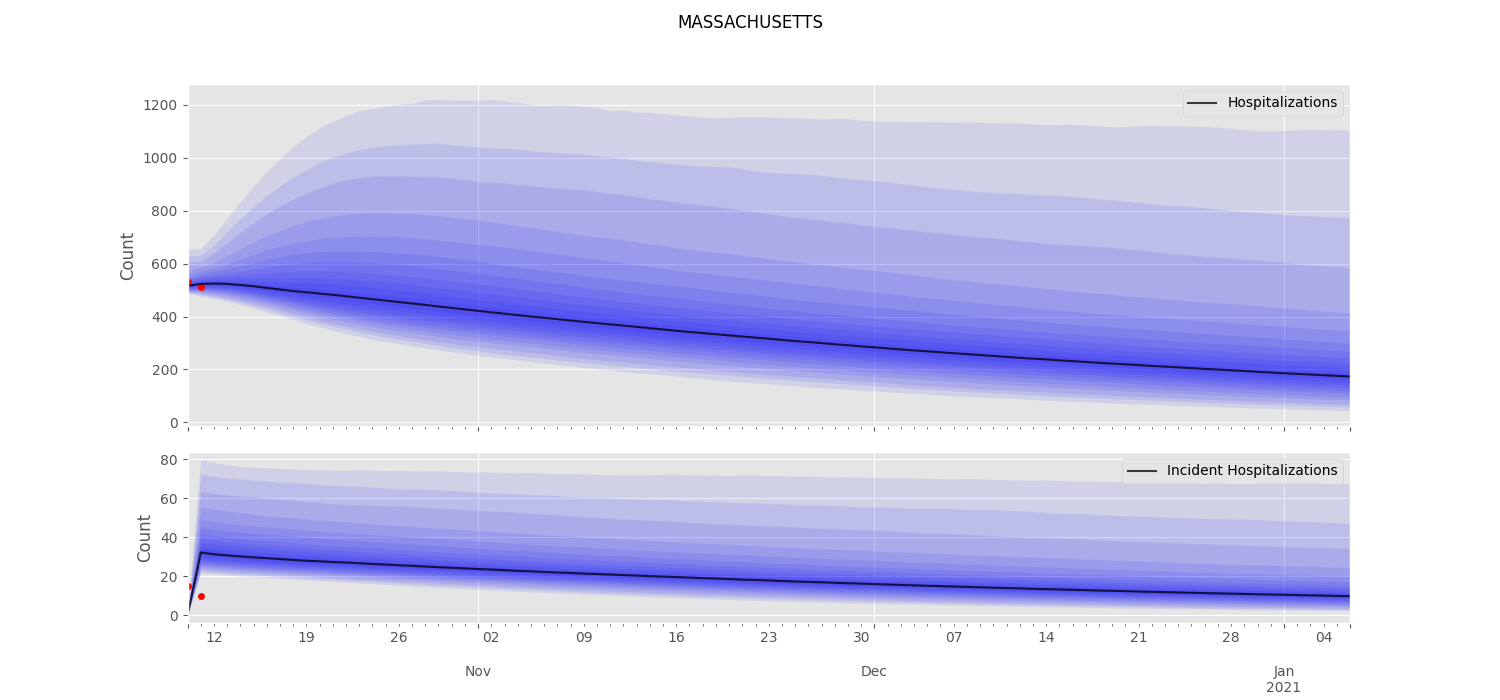 MASSACHUSETTS
Hospitalizations
Count
1200
1000
800
600
400
200
0
Incident Hospitalizations
Count
80
60
40
20
0
12 19 26 02 09 16 23 30 07 14 21 28 04
Nov Dec Jan
2021